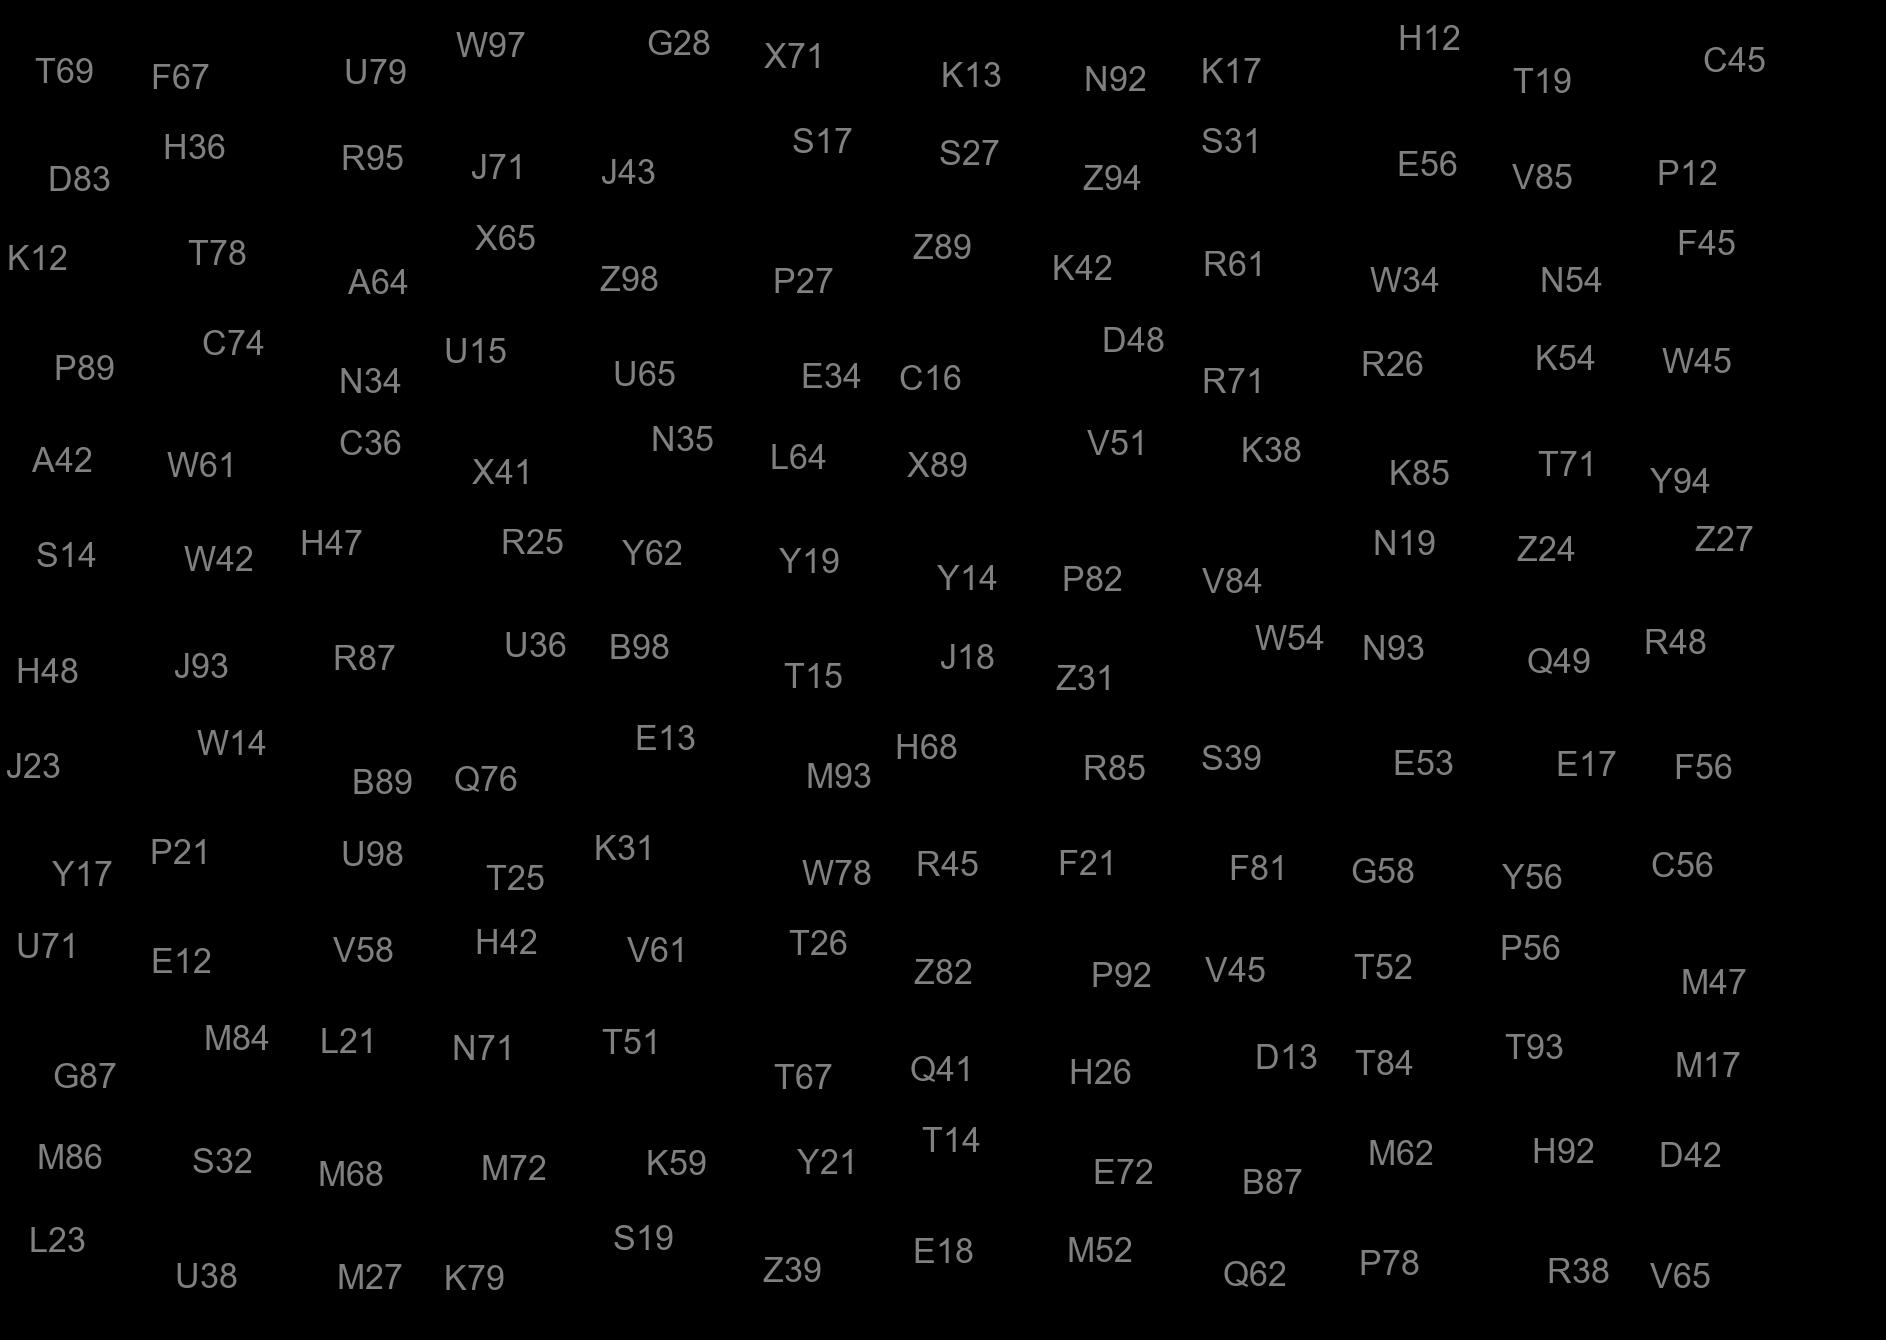 T69 F67 U79 W97 G28 X71 K13 N92 K17 H12 T19 C45
D83 H36 R95 J71 J43 S17 S27 Z94 S31 E56 V85 P12
K12 T78 A64 X65 Z98 P27 Z89 K42 R61 W34 N54 F45
P89 C74 N34 U15 U65 E34 C16 D48 R71 R26 K54 W45
A42 W61 C36 X41 N35 L64 X89 V51 K38 K85 T71 Y94
S14 W42 H47 R25 Y62 Y19 Y14 P82 V84 N19 Z24 Z27
H48 J93 R87 U36 B98 T15 J18 Z31 W54 N93 Q49 R48
J23 W14 B89 Q76 E13 M93 H68 R85 S39 E53 E17 F56
Y17 P21 U98 T25 K31 W78 R45 F21 F81 G58 Y56 C56
U71 E12 V58 H42 V61 T26 Z82 P92 V45 T52 P56 M47
G87 M84 L21 N71 T51 T67 Q41 H26 D13 T84 T93 M17
M86 S32 M68 M72 K59 Y21 T14 E72 B87 M62 H92 D42
L23 U38 M27 K79 S19 Z39 E18 M52 Q62 P78 R38 V65